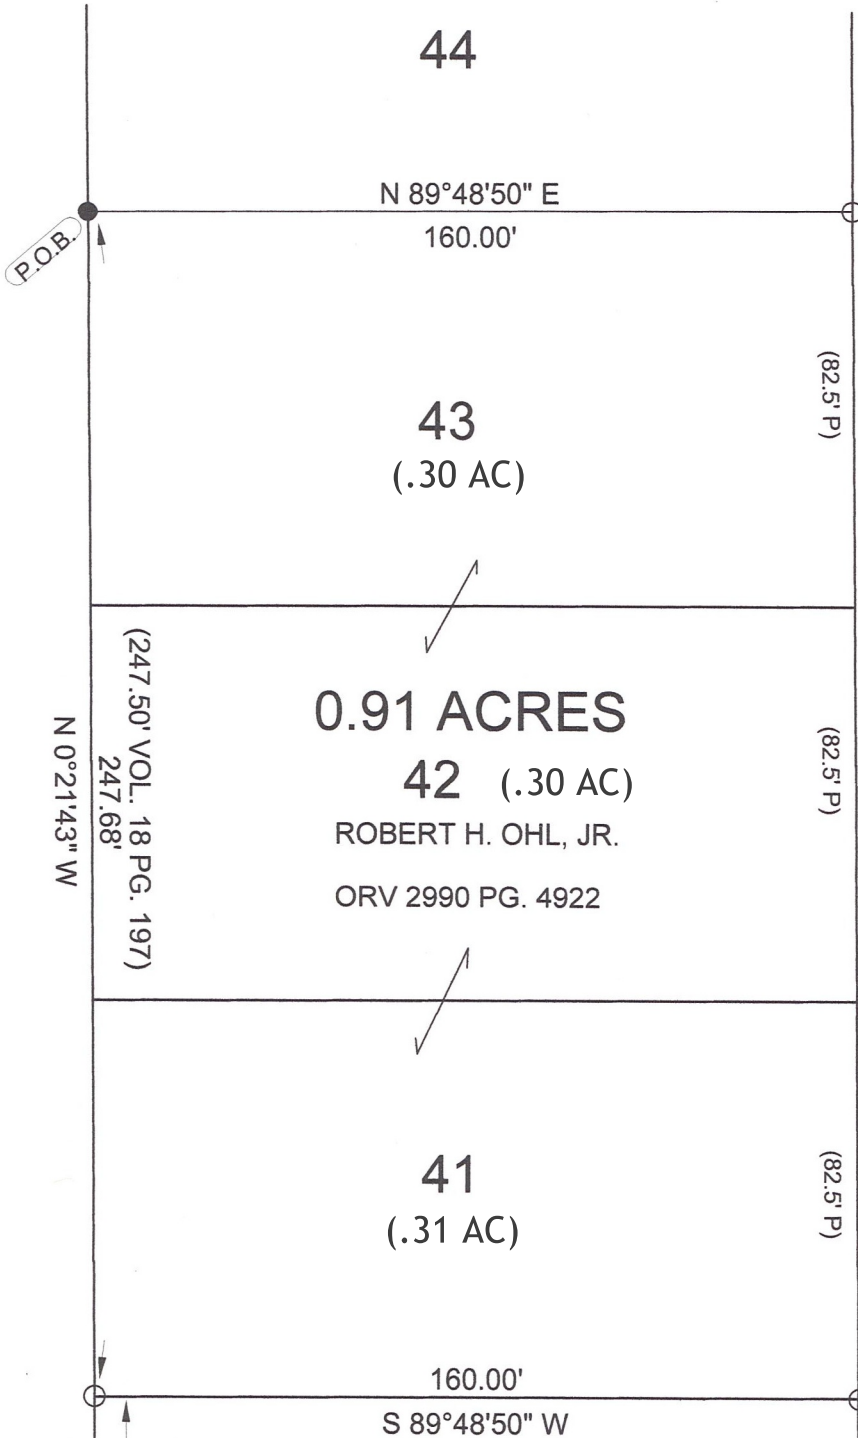 44
N 89°48'50" E
160.00'
P.O.B.
(82.5' P)
43
(.30 AC)
(247.50' VOL. 18 PG. 197)
247.68'
N 0°21'43" W
0.91 ACRES
42 (.30 AC)
(82.5' P)
ROBERT H. OHL, JR.
ORV 2990 PG. 4922
41
(.31 AC)
(82.5' P)
160.00'
S 89°48'50" W